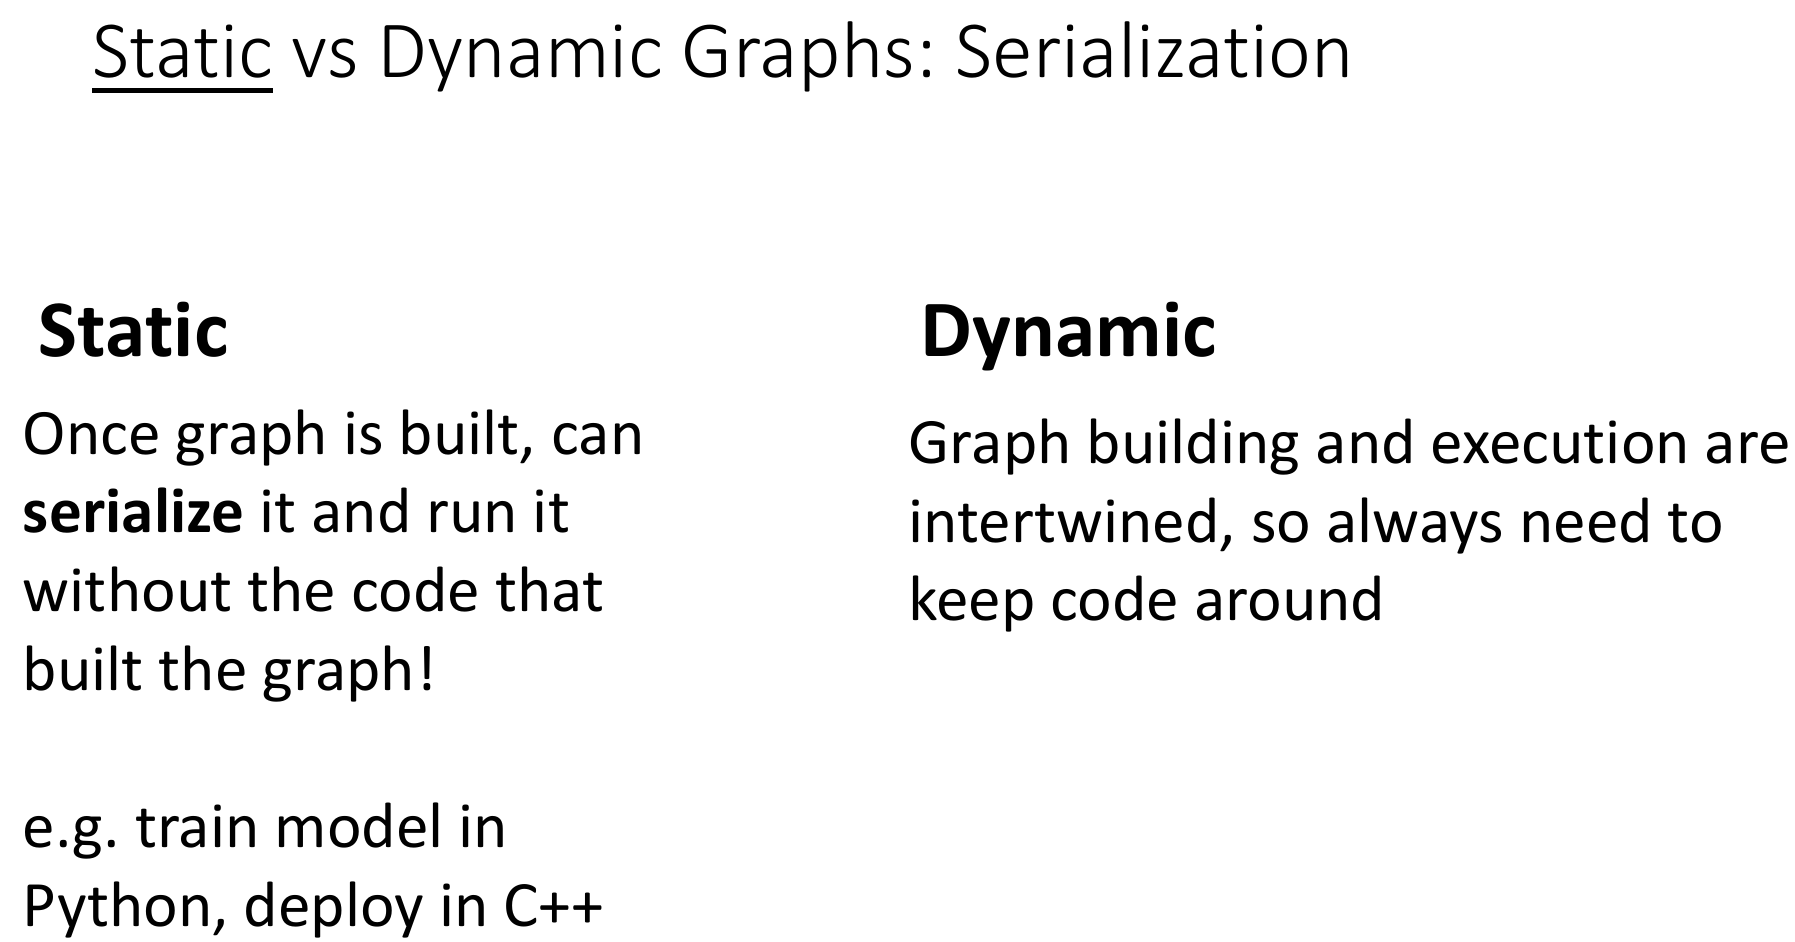 Static vs Dynamic Graphs: Serialization
Static
Once graph is built, can
serialize it and run it
without the code that
built the graph!
e.g. train model in
Python, deploy in C++
Dynamic
Graph building and execution are
intertwined, so always need to
keep code around